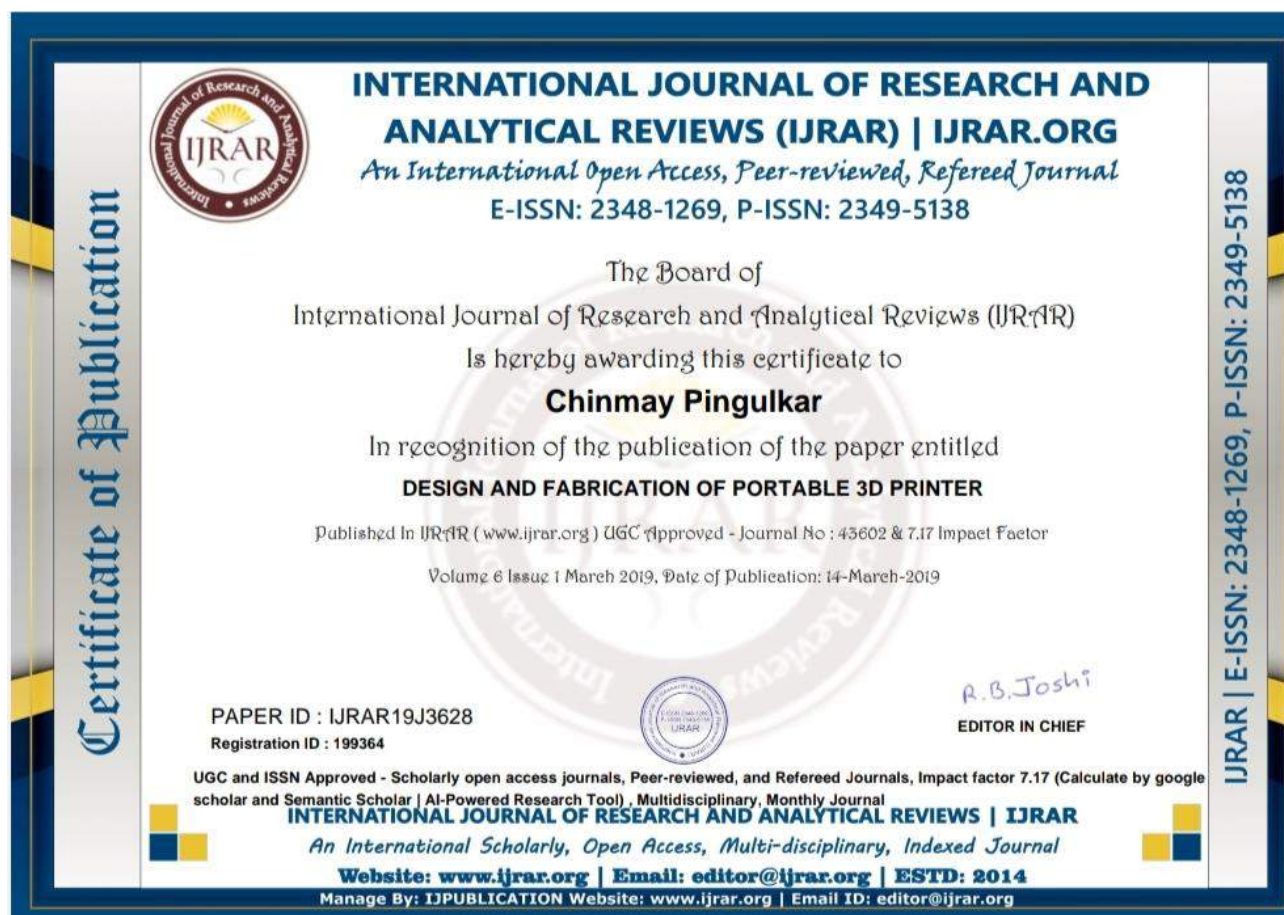 Certificate of Publication
International Journal of Research and Analytical Reviews
IJRAR
INTERNATIONAL JOURNAL OF RESEARCH AND
ANALYTICAL REVIEWS (IJRAR) | IJRAR.ORG
An International Open Access, Peer-reviewed, Refereed Journal
E-ISSN: 2348-1269, P-ISSN: 2349-5138
The Board of
International Journal of Research and Analytical Reviews (IJRAR)
Is hereby awarding this certificate to
Chinmay Pingulkar
In recognition of the publication of the paper entitled
DESIGN AND FABRICATION OF PORTABLE 3D PRINTER
Published In IJRAR ( www.ijrar.org ) UGC Approved - Journal No : 43602 & 7.17 Impact Factor
Volume 6 Issue 1 March 2019, Date of Publication: 14-March-2019
PAPER ID : IJRAR19J3628
Registration ID : 199364
IJRAR
R.B.Joshi
EDITOR IN CHIEF
UGC and ISSN Approved - Scholarly open access journals, Peer-reviewed, and Refereed Journals, Impact factor 7.17 (Calculate by google
scholar and Semantic Scholar | AI-Powered Research Tool) , Multidisciplinary, Monthly Journal
INTERNATIONAL JOURNAL OF RESEARCH AND ANALYTICAL REVIEWS | IJRAR
An International Scholarly, Open Access, Multi-disciplinary, Indexed Journal
Website: www.ijrar.org | Email: editor@ijrar.org | ESTD: 2014
Manage By: IJPUBLICATION Website: www.ijrar.org | Email ID: editor@ijrar.org
IJRAR | E-ISSN: 2348-1269, P-ISSN: 2349-5138